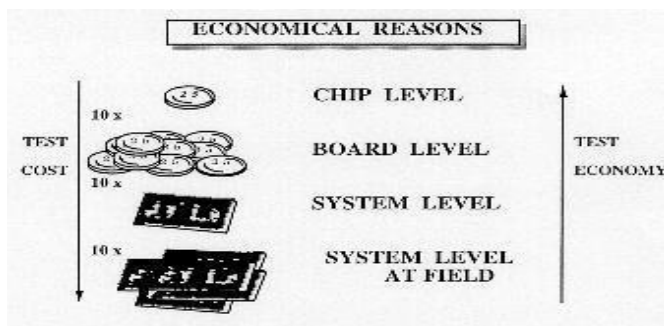 ECONOMICAL REASONS
CHIP LEVEL
10 x
TEST
COST
BOARD LEVEL
TEST
ECONOMY
10 x
SYSTEM LEVEL
10 x
SYSTEM LEVEL
AT FIELD